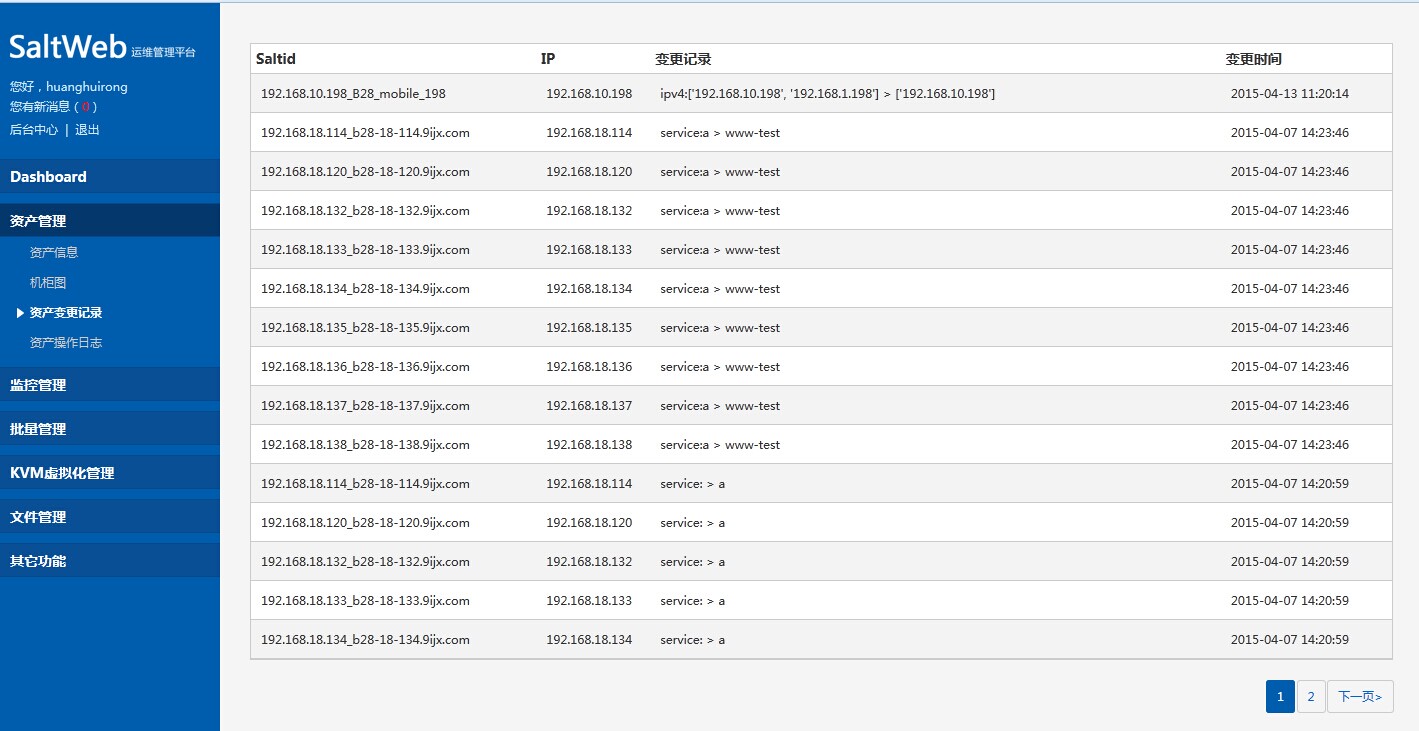 SaltWeb 运维管理平台
您好，huanghuirong
您有新消息 ( 0 )
后台中心 | 退出
Dashboard
资产管理
资产信息
机柜图
资产变更记录
资产操作日志
监控管理
批量管理
KVM虚拟化管理
文件管理
其它功能
Saltid IP 变更记录 变更时间
192.168.10.198_B28_mobile_198 192.168.10.198 ipv4:['192.168.10.198', '192.168.1.198'] > ['192.168.10.198'] 2015-04-13 11:20:14
192.168.18.114_b28-18-114.9ijx.com 192.168.18.114 service:a > www-test 2015-04-07 14:23:46
192.168.18.120_b28-18-120.9ijx.com 192.168.18.120 service:a > www-test 2015-04-07 14:23:46
192.168.18.132_b28-18-132.9ijx.com 192.168.18.132 service:a > www-test 2015-04-07 14:23:46
192.168.18.133_b28-18-133.9ijx.com 192.168.18.133 service:a > www-test 2015-04-07 14:23:46
192.168.18.134_b28-18-134.9ijx.com 192.168.18.134 service:a > www-test 2015-04-07 14:23:46
192.168.18.135_b28-18-135.9ijx.com 192.168.18.135 service:a > www-test 2015-04-07 14:23:46
192.168.18.136_b28-18-136.9ijx.com 192.168.18.136 service:a > www-test 2015-04-07 14:23:46
192.168.18.137_b28-18-137.9ijx.com 192.168.18.137 service:a > www-test 2015-04-07 14:23:46
192.168.18.138_b28-18-138.9ijx.com 192.168.18.138 service:a > www-test 2015-04-07 14:23:46
192.168.18.114_b28-18-114.9ijx.com 192.168.18.114 service: > a 2015-04-07 14:20:59
192.168.18.120_b28-18-120.9ijx.com 192.168.18.120 service: > a 2015-04-07 14:20:59
192.168.18.132_b28-18-132.9ijx.com 192.168.18.132 service: > a 2015-04-07 14:20:59
192.168.18.133_b28-18-133.9ijx.com 192.168.18.133 service: > a 2015-04-07 14:20:59
192.168.18.134_b28-18-134.9ijx.com 192.168.18.134 service: > a 2015-04-07 14:20:59
1 2 下一页>